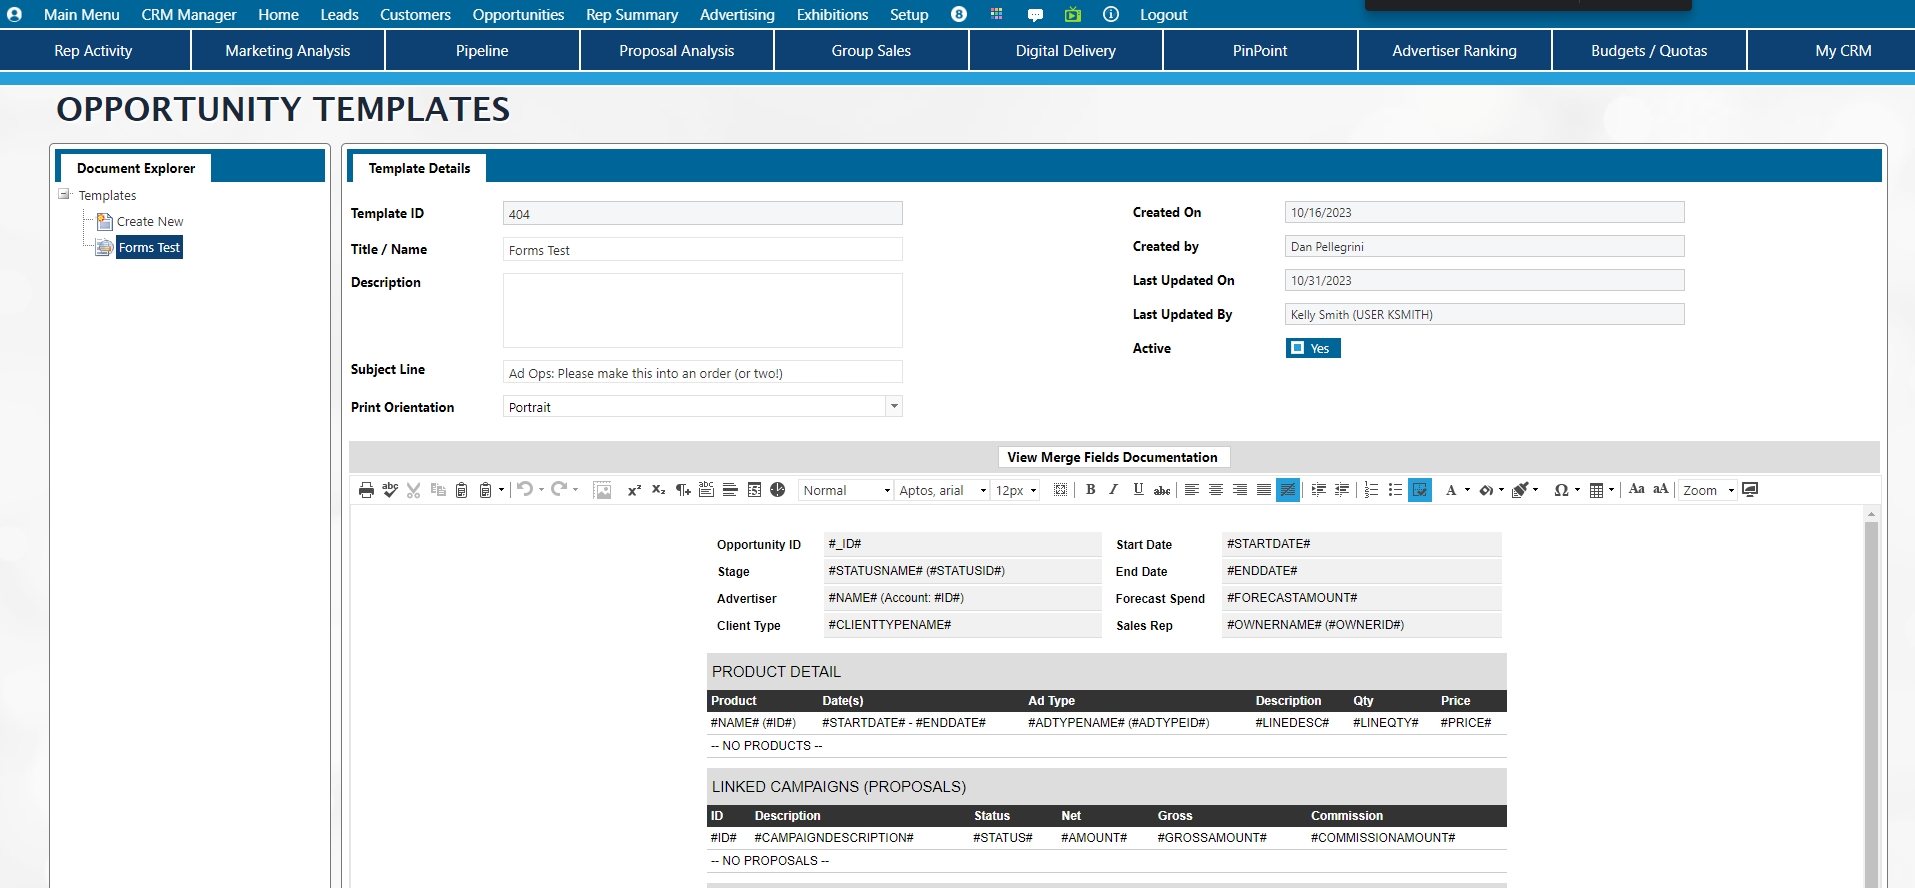 Main Menu CRM Manager Home Leads Customers Opportunities Rep Summary Advertising Exhibitions Setup 8 Logout
Rep Activity Marketing Analysis Pipeline Proposal Analysis Group Sales Digital Delivery PinPoint Advertiser Ranking Budgets / Quotas My CRM
OPPORTUNITY TEMPLATES
Document Explorer
Templates
Create New
Forms Test
Template Details
Template ID 404
Title / Name Forms Test
Description
Subject Line Ad Ops: Please make this into an order (or two!)
Print Orientation Portrait
Created On 10/16/2023
Created by Dan Pellegrini
Last Updated On 10/31/2023
Last Updated By Kelly Smith (USER KSMITH)
Active Yes
View Merge Fields Documentation
abc x² x₂ abc Normal Aptos, arial 12px B I U abc A Ω Aa aA Zoom
Opportunity ID #_ID# Start Date #STARTDATE#
Stage #STATUSNAME# (#STATUSID#) End Date #ENDDATE#
Advertiser #NAME# (Account: #ID#) Forecast Spend #FORECASTAMOUNT#
Client Type #CLIENTTYPENAME# Sales Rep #OWNERNAME# (#OWNERID#)
PRODUCT DETAIL
Product Date(s) Ad Type Description Qty Price
#NAME# (#ID#) #STARTDATE# - #ENDDATE# #ADTYPENAME# (#ADTYPEID#) #LINEDESC# #LINEQTY# #PRICE#
-- NO PRODUCTS --
LINKED CAMPAIGNS (PROPOSALS)
ID Description Status Net Gross Commission
#ID# #CAMPAIGNDESCRIPTION# #STATUS# #AMOUNT# #GROSSAMOUNT# #COMMISSIONAMOUNT#
-- NO PROPOSALS --